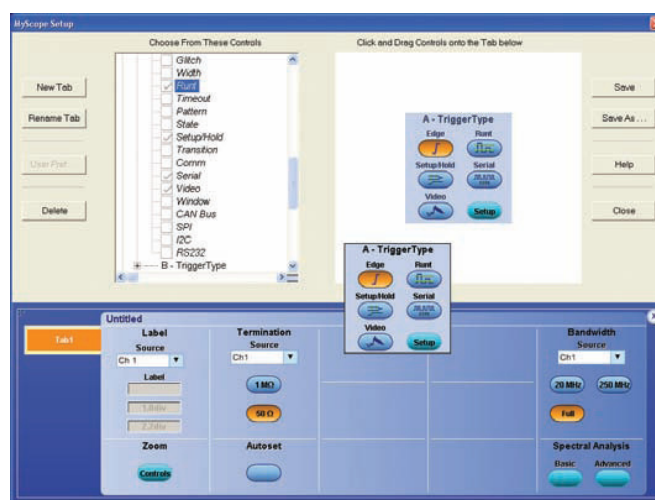 MyScope Setup
Choose From These Controls
Click and Drag Controls onto the Tab below
New Tab
Rename Tab
User Pref...
Delete
Glitch
Width
Runt
Timeout
Pattern
State
Setup/Hold
Transition
Comm
Serial
Video
Window
CAN Bus
SPI
I2C
RS232
B - TriggerType
A - TriggerType
Edge Runt
Setup/Hold Serial
Video
Setup
Save
Save As ...
Help
Close
A - TriggerType
Edge Runt
Setup/Hold Serial
Video
Setup
Tab1
Untitled
Label
Source
Ch 1
Label
1.0div
Termination
Source
Ch1
1 MΩ
50 Ω
Bandwidth
Source
Ch1
20 MHz 250 MHz
Full
Zoom
Controls
Autoset
Spectral Analysis
Basic Advanced